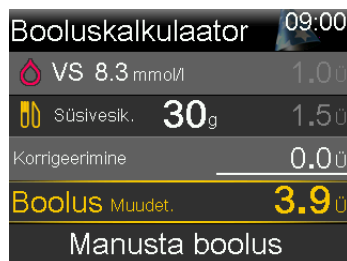 Booluskalkulaator 09:00
VS 8.3 mmol/l 1.0ü
Süsivesik. 30g 1.5ü
Korrigeerimine 0.0ü
Boolus Muudet. 3.9ü
Manusta boolus